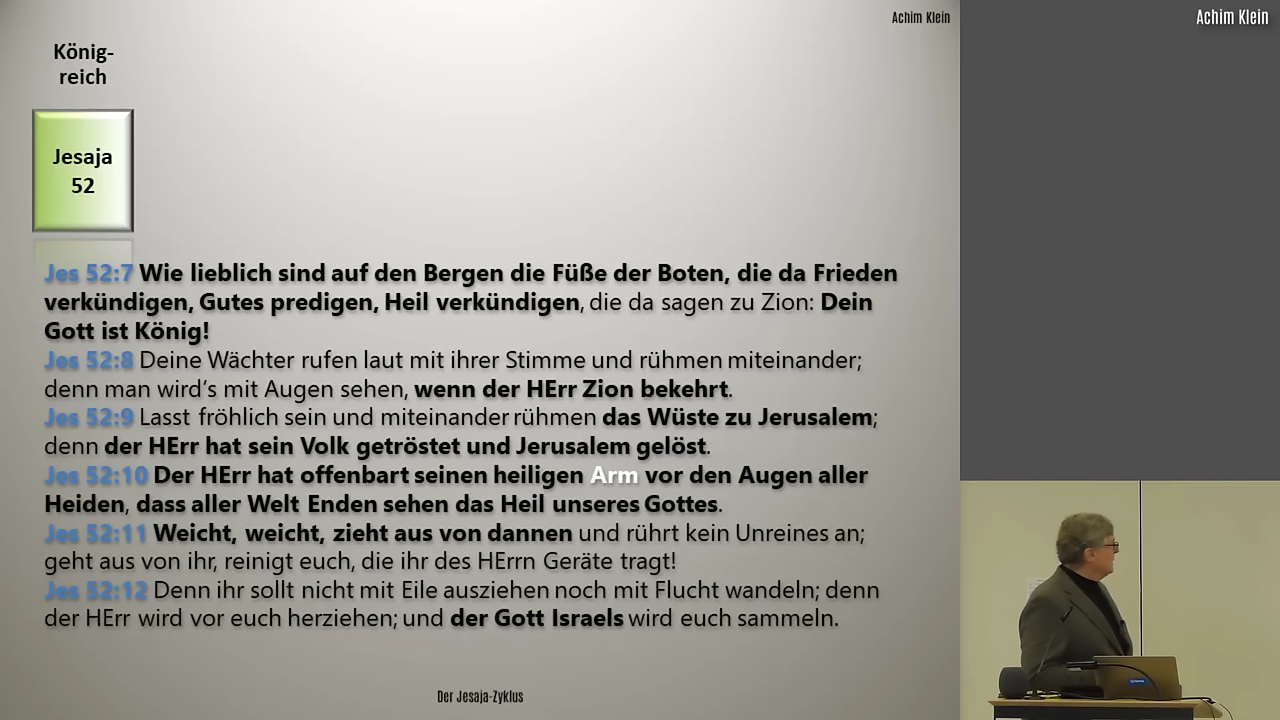 Achim Klein
Achim Klein
König-
reich
Jesaja
52
Jes 52:7 Wie lieblich sind auf den Bergen die Füße der Boten, die da Frieden
verkündigen, Gutes predigen, Heil verkündigen, die da sagen zu Zion: Dein
Gott ist König!
Jes 52:8 Deine Wächter rufen laut mit ihrer Stimme und rühmen miteinander;
denn man wird‘s mit Augen sehen, wenn der HErr Zion bekehrt.
Jes 52:9 Lasst fröhlich sein und miteinander rühmen das Wüste zu Jerusalem;
denn der HErr hat sein Volk getröstet und Jerusalem gelöst.
Jes 52:10 Der HErr hat offenbart seinen heiligen Arm vor den Augen aller
Heiden, dass aller Welt Enden sehen das Heil unseres Gottes.
Jes 52:11 Weicht, weicht, zieht aus von dannen und rührt kein Unreines an;
geht aus von ihr, reinigt euch, die ihr des HErrn Geräte tragt!
Jes 52:12 Denn ihr sollt nicht mit Eile ausziehen noch mit Flucht wandeln; denn
der HErr wird vor euch herziehen; und der Gott Israels wird euch sammeln.
Der Jesaja-Zyklus